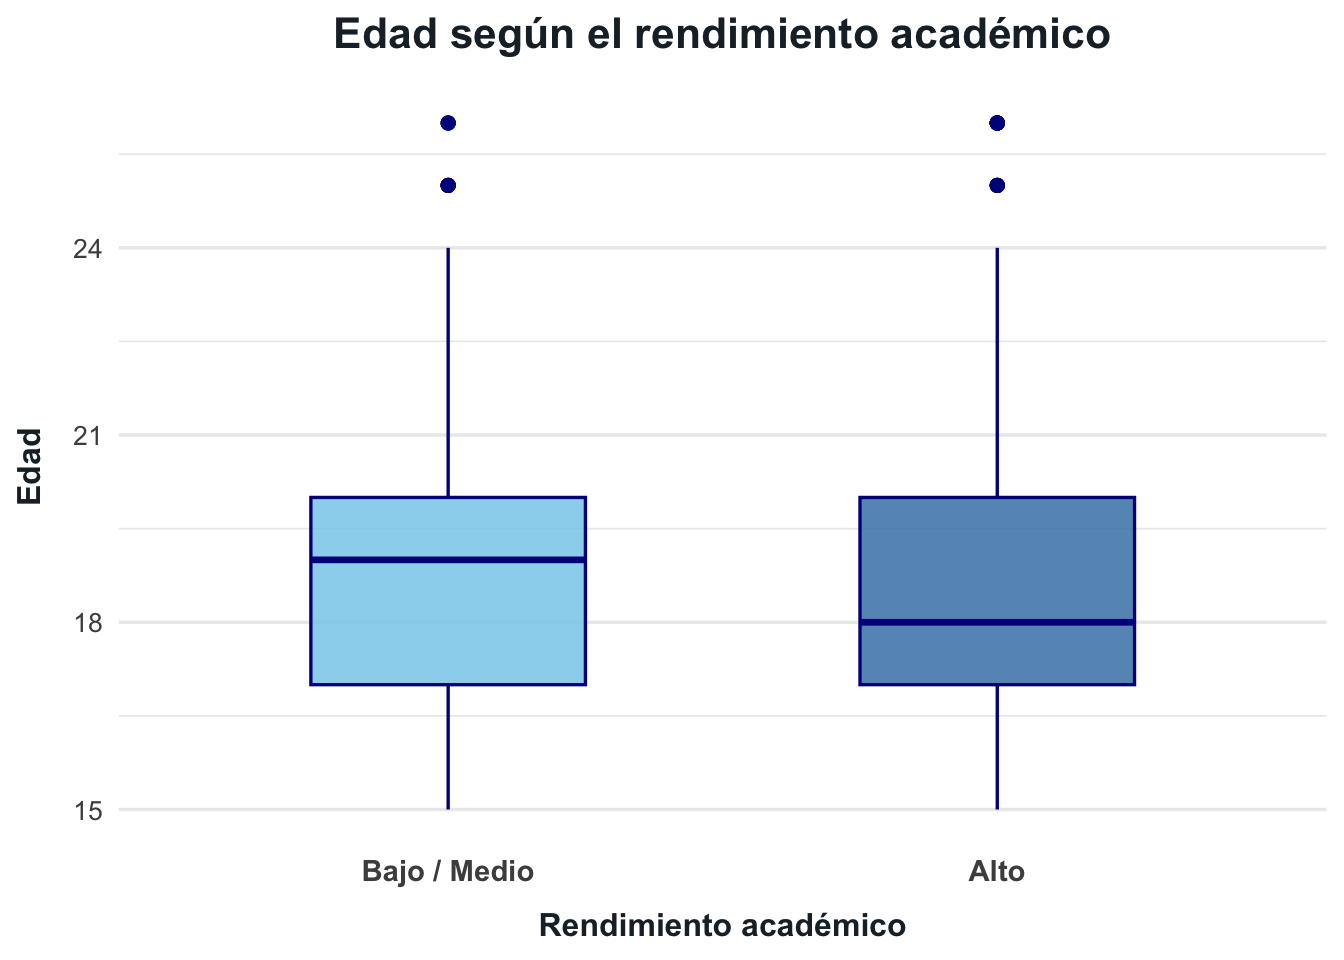 Edad según el rendimiento académico
24
21
18
15
Edad
Bajo / Medio
Alto
Rendimiento académico